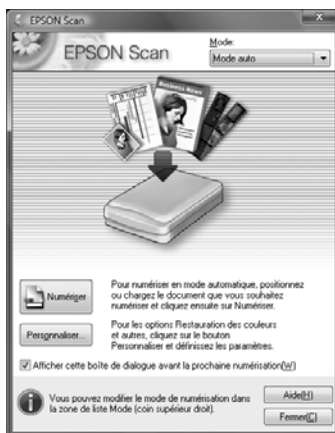 EPSON Scan
EPSON Scan
Mode:
Mode auto
Business News
Numériser
Pour numériser en mode automatique, positionnez
ou chargez le document que vous souhaitez
numériser et cliquez ensuite sur Numériser.
Personnaliser...
Pour les options Restauration des couleurs
et autres, cliquez sur le bouton
Personnaliser et définissez les paramètres.
Afficher cette boîte de dialogue avant la prochaine numérisation(W)
Vous pouvez modifier le mode de numérisation dans
la zone de liste Mode (coin supérieur droit).
Aide(H)
Fermer(C)